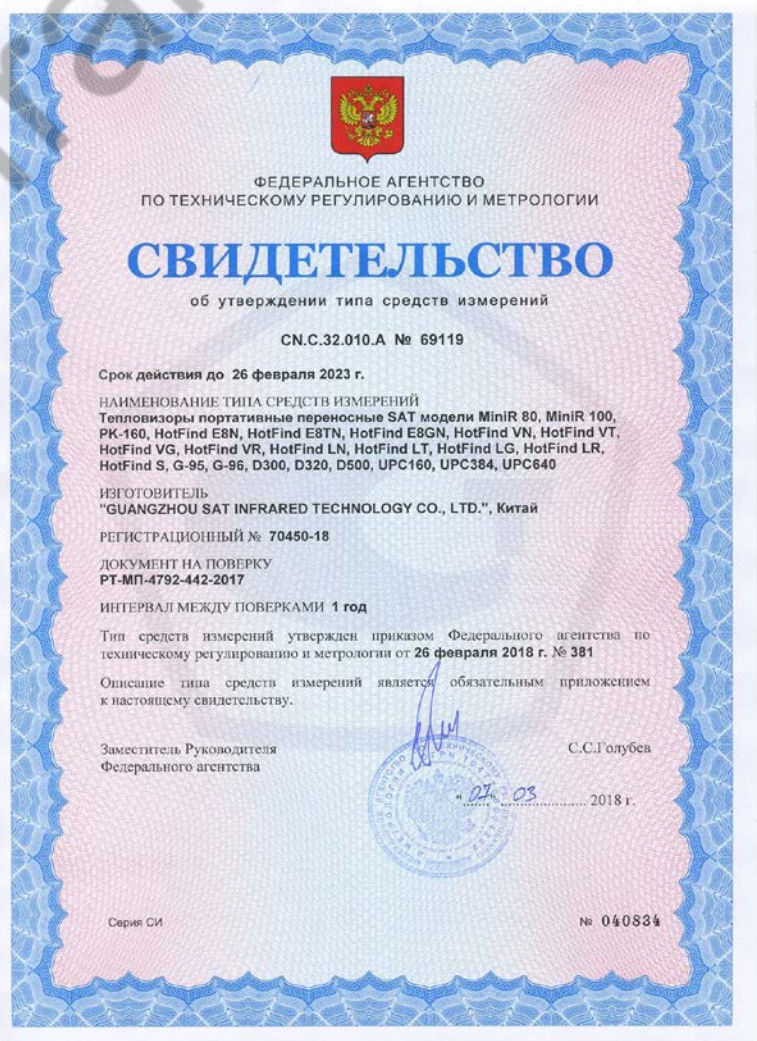 ФЕДЕРАЛЬНОЕ АГЕНТСТВО
ПО ТЕХНИЧЕСКОМУ РЕГУЛИРОВАНИЮ И МЕТРОЛОГИИ
СВИДЕТЕЛЬСТВО
об утверждении типа средств измерений
CN.C.32.010.A № 69119
Срок действия до 26 февраля 2023 г.
НАИМЕНОВАНИЕ ТИПА СРЕДСТВ ИЗМЕРЕНИЙ
Тепловизоры портативные переносные SAT модели MiniR 80, MiniR 100,
PK-160, HotFind E8N, HotFind E8TN, HotFind E8GN, HotFind VN, HotFind VT,
HotFind VG, HotFind VR, HotFind LN, HotFind LT, HotFind LG, HotFind LR,
HotFind S, G-95, G-96, D300, D320, D500, UPC160, UPC384, UPC640
ИЗГОТОВИТЕЛЬ
"GUANGZHOU SAT INFRARED TECHNOLOGY CO., LTD.", Китай
РЕГИСТРАЦИОННЫЙ № 70450-18
ДОКУМЕНТ НА ПОВЕРКУ
РТ-МП-4792-442-2017
ИНТЕРВАЛ МЕЖДУ ПОВЕРКАМИ 1 год
Тип средств измерений утвержден приказом Федерального агентства по
техническому регулированию и метрологии от 26 февраля 2018 г. № 381
Описание типа средств измерений является обязательным приложением
к настоящему свидетельству.
Заместитель Руководителя
Федерального агентства
С.С.Голубев
"07" 03 2018 г.
Серия СИ
№ 040834